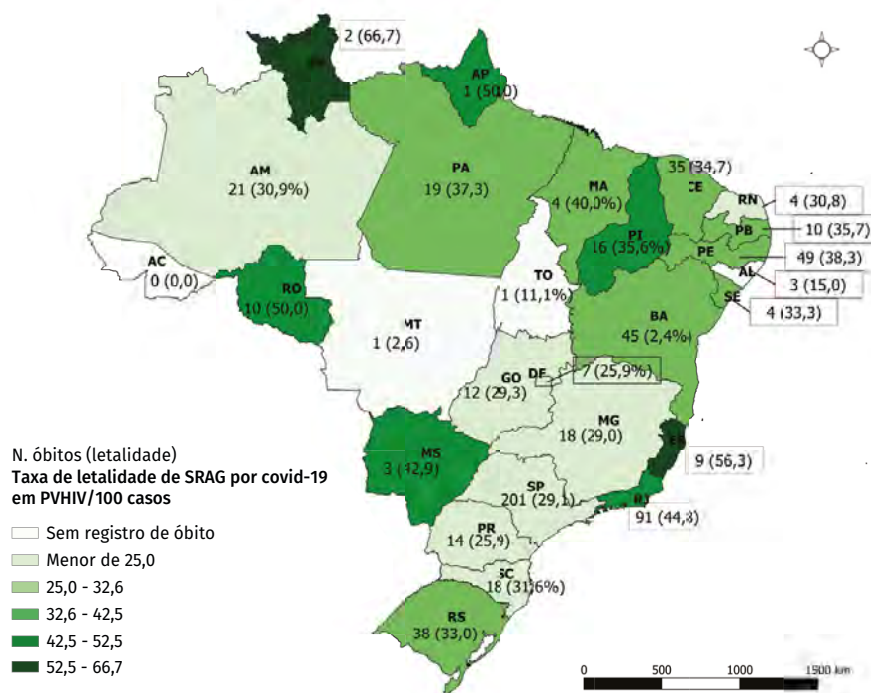 2 (66,7)
RR
AP
1 (50,0)
AM
21 (30,9%)
PA
19 (37,3)
MA
4 (40,0%)
35 (34,7)
CE
RN
4 (30,8)
PB
10 (35,7)
PI
16 (35,6%)
PE
49 (38,3)
AL
3 (15,0)
SE
4 (33,3)
AC
0 (0,0)
RO
10 (50,0)
TO
1 (11,1%)
MT
1 (2,6)
BA
45 (2,4%)
GO
12 (29,3)
DF
7 (25,9%)
MG
18 (29,0)
ES
9 (56,3)
MS
3 (42,9)
SP
201 (29,1)
RJ
91 (44,8)
PR
14 (25,9)
SC
18 (31,6%)
RS
38 (33,0)
N. óbitos (letalidade)
Taxa de letalidade de SRAG por covid-19
em PVHIV/100 casos
Sem registro de óbito
Menor de 25,0
25,0 - 32,6
32,6 - 42,5
42,5 - 52,5
52,5 - 66,7
0 500 1000 1500 km